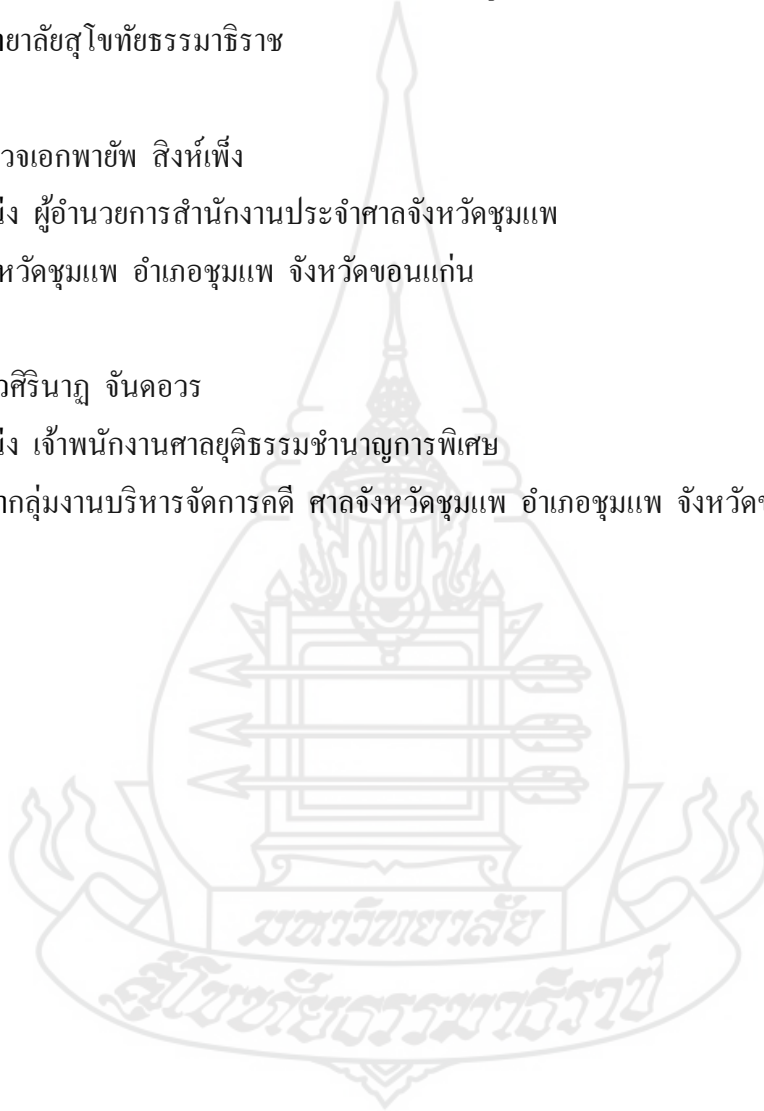 ทยาลัยสุโขทัยธรรมาธิราช
วจเอกพายัพ สิงห์เพ็ง
ผู้อำนวยการสำนักงานประจำศาลจังหวัดชุมแพ
หวัดชุมแพ อำเภอชุมแพ จังหวัดขอนแก่น
วศิรินาฏ จันดอวร
เจ้าพนักงานศาลยุติธรรมชำนาญการพิเศษ
ากลุ่มงานบริหารจัดการคดี ศาลจังหวัดชุมแพ อำเภอชุมแพ
มหาวิทยาลัย
สุโขทัยธรรมาธิราช